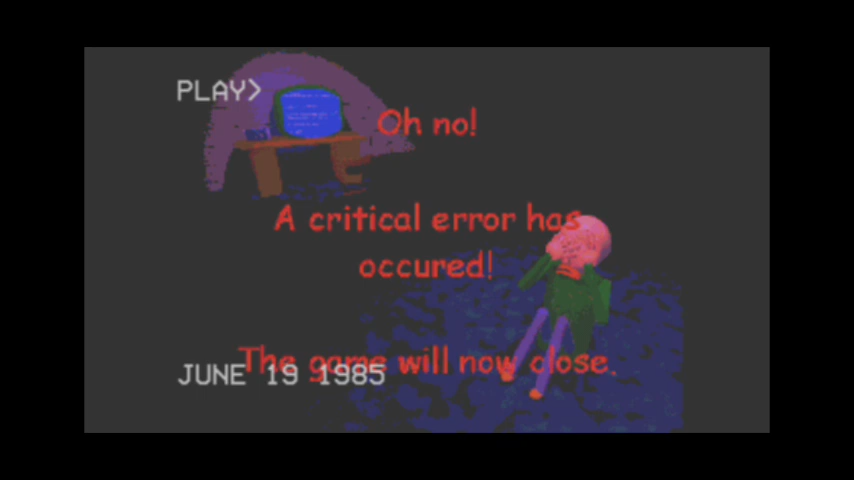 PLAY>
Oh no!
A critical error has
occured!
The game will now close.
JUNE 19 1985